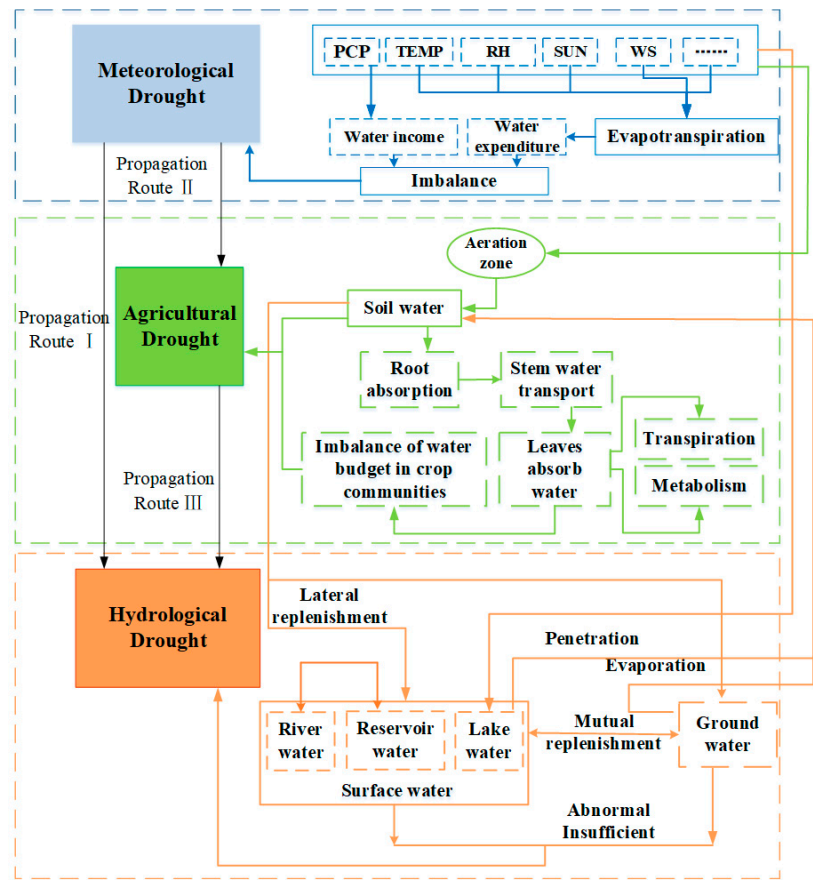 Meteorological
Drought
PCP
TEMP
RH
SUN
WS
......
Water income
Water
expenditure
Evapotranspiration
Imbalance
Propagation
Route Ⅱ
Aeration
zone
Soil water
Agricultural
Drought
Propagation
Route Ⅰ
Root
absorption
Stem water
transport
Imbalance of water
budget in crop
communities
Leaves
absorb
water
Transpiration
Metabolism
Propagation
Route Ⅲ
Hydrological
Drought
Lateral
replenishment
Penetration
Evaporation
River
water
Reservoir
water
Lake
water
Surface water
Mutual
replenishment
Ground
water
Abnormal
Insufficient